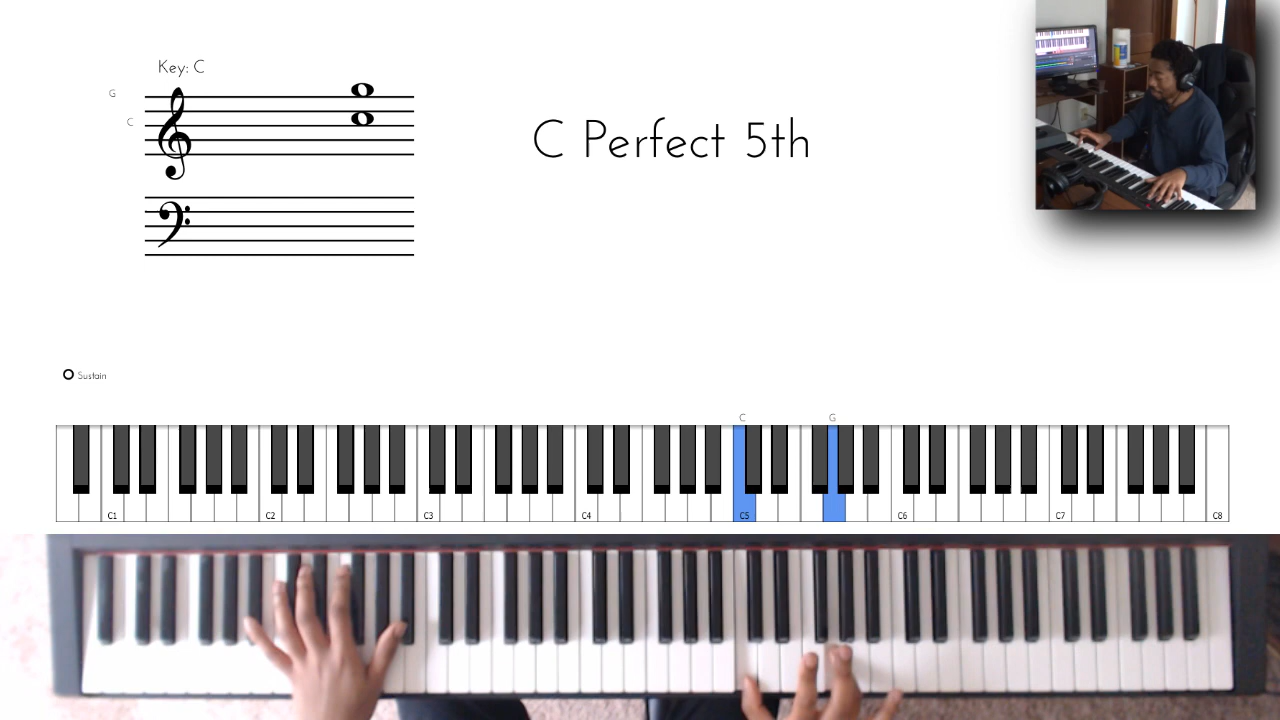 Key: C
G
C
C Perfect 5th
Sustain
C G
C1 C2 C3 C4 C5 C6 C7 C8